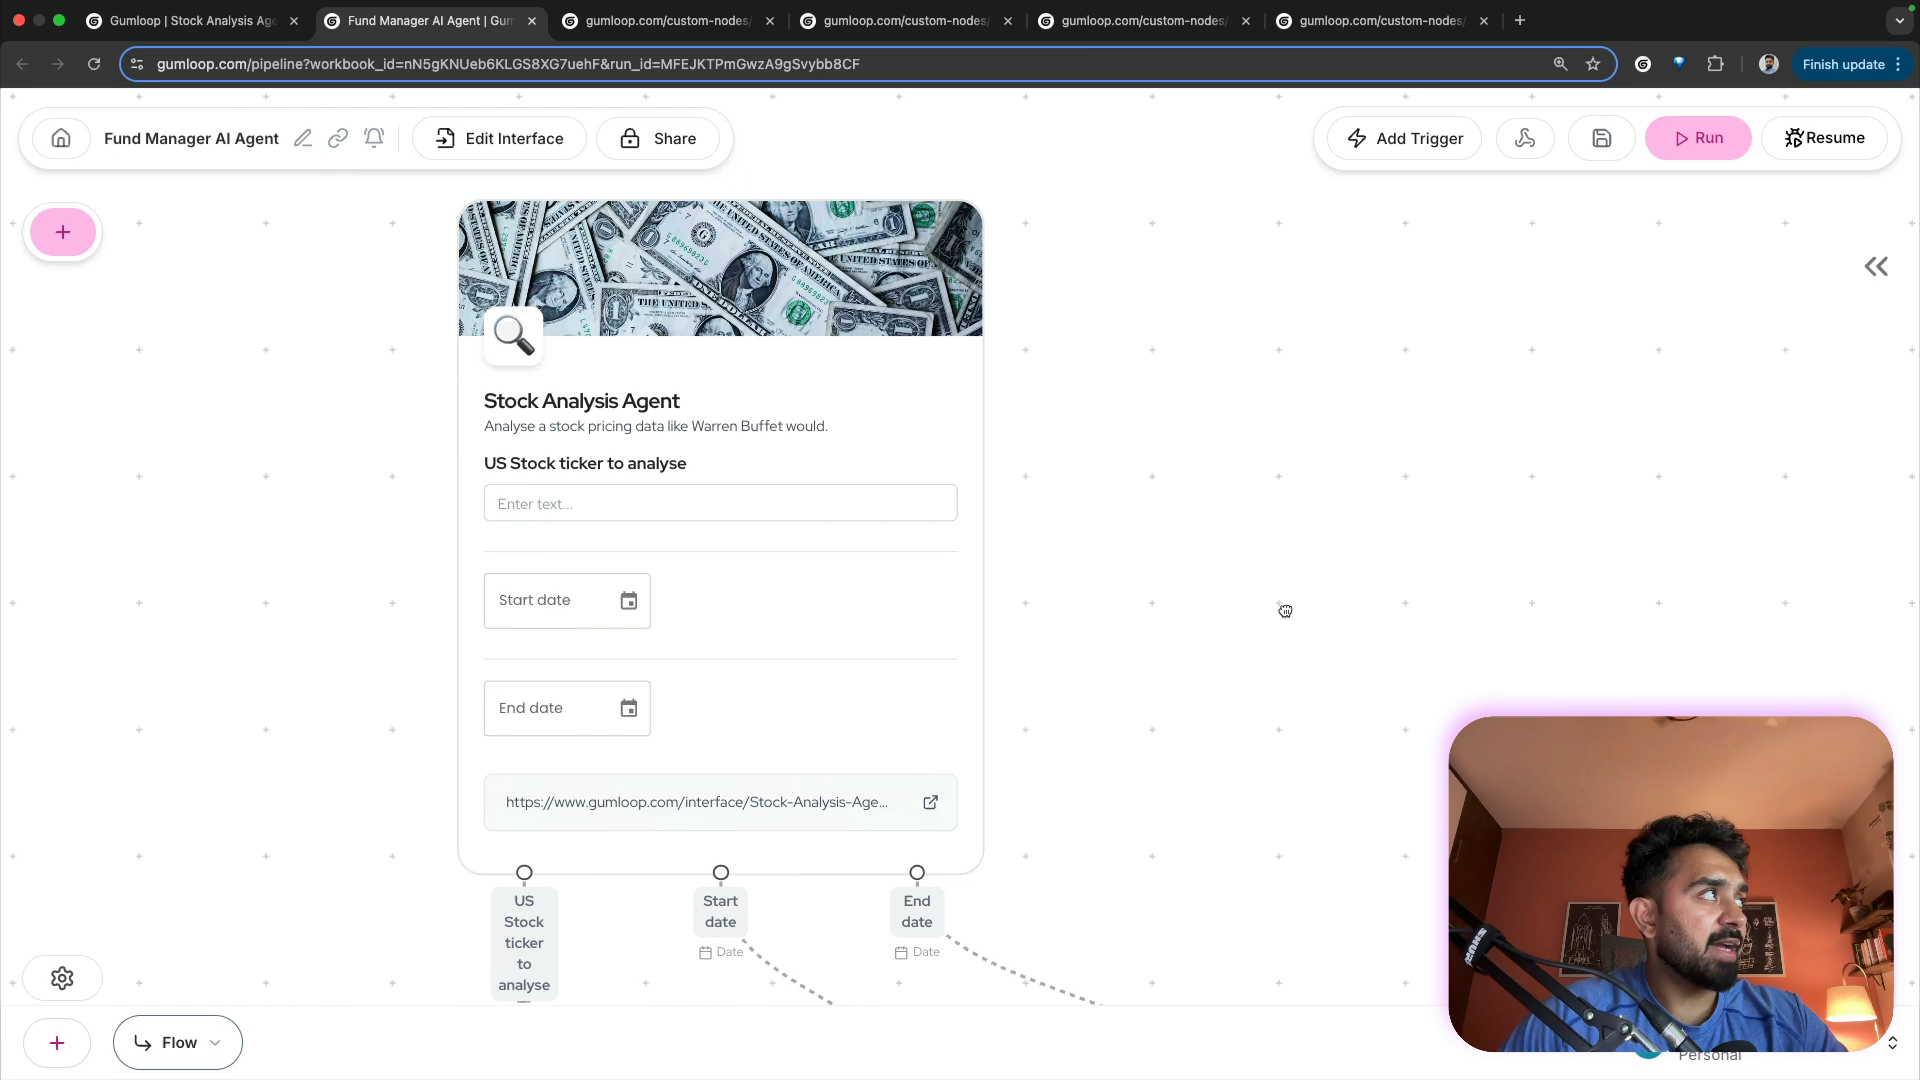 Gumloop | Stock Analysis Age
Fund Manager AI Agent | Gum
gumloop.com/custom-nodes/
gumloop.com/custom-nodes/
gumloop.com/custom-nodes/
gumloop.com/custom-nodes/
gumloop.com/pipeline?workbook_id=nN5gKNUeb6KLGS8XG7uehF&run_id=MFEJKTPmGwzA9gSvybb8CF
Finish update
Fund Manager AI Agent
Edit Interface
Share
Add Trigger
Run
Resume
Stock Analysis Agent
Analyse a stock pricing data like Warren Buffet would.
US Stock ticker to analyse
Enter text...
Start date
End date
https://www.gumloop.com/interface/Stock-Analysis-Age...
US
Stock
ticker
to
analyse
Start
date
Date
End
date
Date
Flow
SHURE
Personal